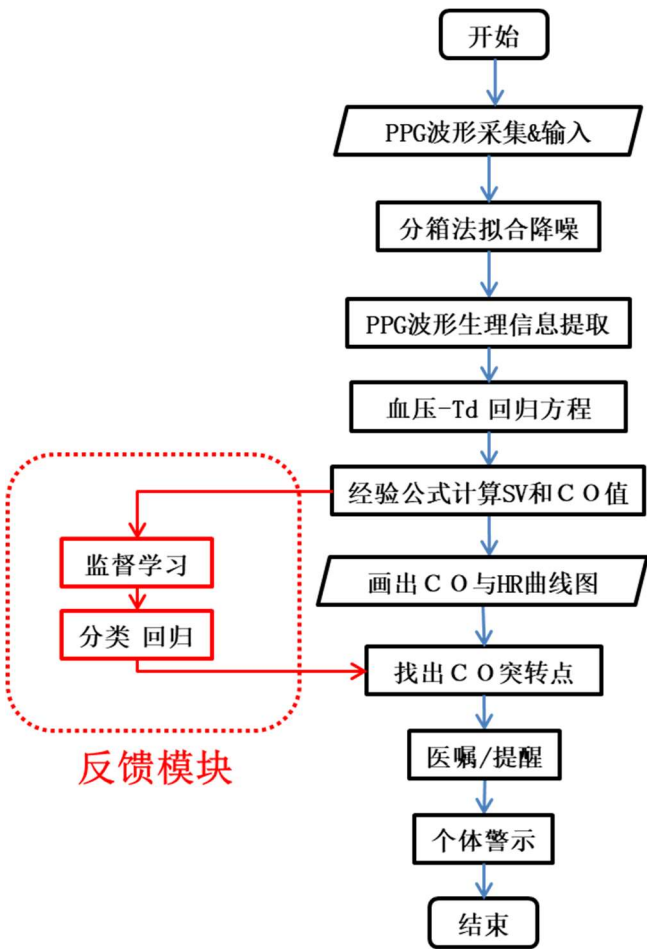 开始
PPG波形采集&输入
分箱法拟合降噪
PPG波形生理信息提取
血压-Td 回归方程
经验公式计算SV和CO值
监督学习
画出CO与HR曲线图
分类 回归
找出CO突转点
反馈模块
医嘱/提醒
个体警示
结束